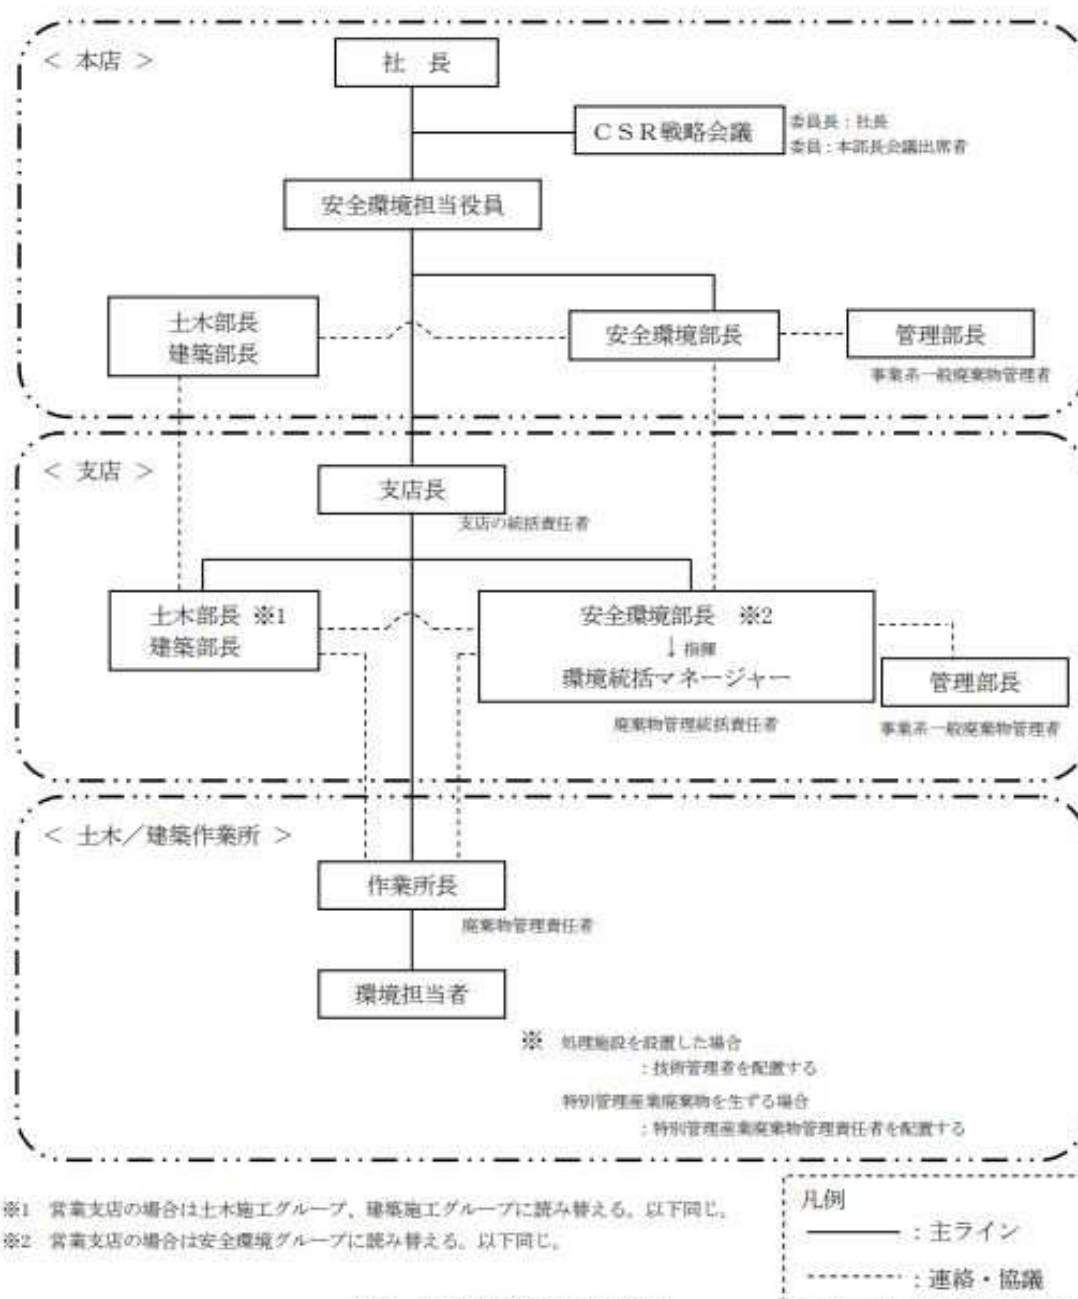 ＜ 本店 ＞
社　長
ＣＳＲ戦略会議
委員長：社長
委員：本部長会議出席者
安全環境担当役員
土木部長
建築部長
安全環境部長
管理部長
事業系一般廃棄物管理者
＜ 支店 ＞
支店長
支店の統括責任者
土木部長 ※1
建築部長
安全環境部長　※2
↓指揮
環境統括マネージャー
廃棄物管理統括責任者
管理部長
事業系一般廃棄物管理者
＜ 土木／建築作業所 ＞
作業所長
廃棄物管理責任者
環境担当者
※　処理施設を設置した場合
：技術管理者を配置する
特別管理産業廃棄物を生ずる場合
：特別管理産業廃棄物管理責任者を配置する
※1　営業支店の場合は土木施工グループ、建築施工グループに読み替える。以下同じ。
※2　営業支店の場合は安全環境グループに読み替える。以下同じ。
凡例
：主ライン
：連絡・協議